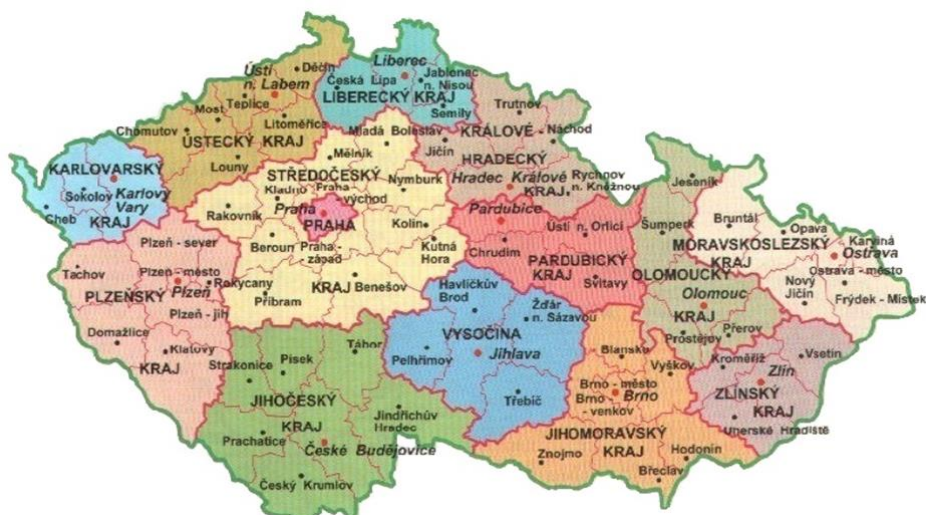 Liberec
Ústí
n. Labem
Děčín
Česká Lípa
Jablonec
n. Nisou
LIBERECKÝ KRAJ
Semily
Teplice
Most
Litoměřice
Chomutov
ÚSTECKÝ KRAJ
Louny
Trutnov
KRÁLOVÉ -
Náchod
HRADECKÝ
Jičín
Hradec Králové
KRAJ
Rychnov
n. Kněžnou
KARLOVARSKÝ
Sokolov
Karlovy
Vary
Cheb
KRAJ
Mladá Boleslav
Mělník
STŘEDOČESKÝ
Kladno
Praha
- východ
Nymburk
Rakovník
Praha
PRAHA
Kolín
Beroun
Praha -
- západ
Kutná
Hora
KRAJ
Benešov
Příbram
Plzeň - sever
Tachov
Plzeň - město
Rokycany
PLZEŇSKÝ
Plzeň
Plzeň - jih
Domažlice
Klatovy
KRAJ
Pardubice
Ústí n. Orlicí
Chrudim
PARDUBICKÝ
KRAJ
Svitavy
Jeseník
Šumperk
OLOMOUCKÝ
Olomouc
KRAJ
Prostějov
Přerov
Bruntál
Opava
MORAVSKOSLEZSKÝ
KRAJ
Karviná
Ostrava
Ostrava - město
Nový
Jičín
Frýdek - Místek
Havlíčkův
Brod
Žďár
n. Sázavou
VYSOČINA
Pelhřimov
Jihlava
Třebíč
Tábor
Písek
Strakonice
JIHOČESKÝ
Jindřichův
Hradec
KRAJ
Prachatice
České Budějovice
Český Krumlov
Blansko
Vyškov
Brno - město
Brno
Brno -
- venkov
JIHOMORAVSKÝ
KRAJ
Znojmo
Hodonín
Břeclav
Kroměříž
Vsetín
Zlín
ZLÍNSKÝ
KRAJ
Uherské Hradiště